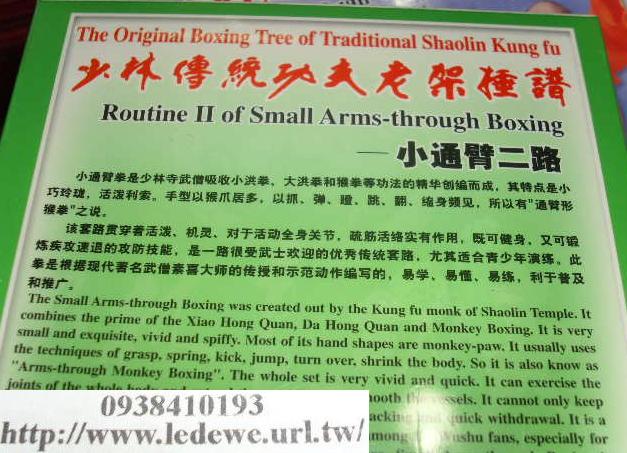 The Original Boxing Tree of Traditional Shaolin Kung fu
少林傳統功夫老架種譜
Routine II of Small Arms-through Boxing
— 小通臂二路
小通臂拳是少林寺武僧吸收小洪拳，大洪拳和猴拳等功法的精华创编而成，其特点是小
巧玲珑，活泼利索。手型以猴爪居多，以抓、弹、蹬、跳、翻、缩身频见，所以有"通臂形
猴拳"之说。
该套路贯穿着活泼、机灵、对于活动全身关节，疏筋活络实有作用，既可健身，又可锻
炼疾攻速退的攻防技能，是一路很受武士欢迎的优秀传统套路，尤其适合青少年演练。此
拳是根据现代著名武僧素喜大师的传授和示范动作编写的，易学、易懂、易练，利于普及
和推广。
The Small Arms-through Boxing was created out by the Kung fu monk of Shaolin Temple. It
combines the prime of the Xiao Hong Quan, Da Hong Quan and Monkey Boxing. It is very
small and exquisite, vivid and spiffy. Most of its hand shapes are monkey-paw. It usually uses
the techniques of grasp, spring, kick, jump, turn over, shrink the body. So it is also know as
"Arms-through Monkey Boxing". The whole set is very vivid and quick. It can exercise the
joints of the whole body and smooth the vessels. It cannot only keep
quick withdrawal. It is a
among Wushu fans, especially for
0938410193
http://www.ledewe.url.tw/